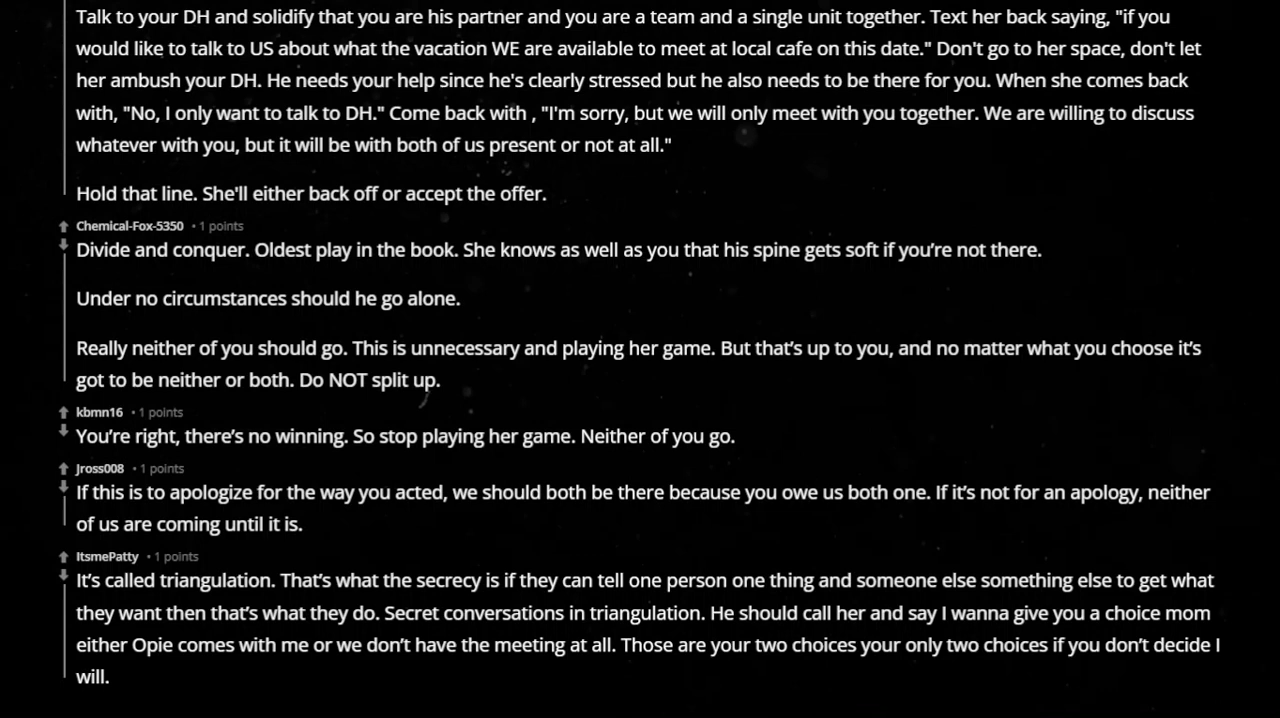 Talk to your DH and solidify that you are his partner and you are a team and a single unit together. Text her back saying, "if you
would like to talk to US about what the vacation WE are available to meet at local cafe on this date." Don't go to her space, don't let
her ambush your DH. He needs your help since he's clearly stressed but he also needs to be there for you. When she comes back
with, "No, I only want to talk to DH." Come back with , "I'm sorry, but we will only meet with you together. We are willing to discuss
whatever with you, but it will be with both of us present or not at all."
Hold that line. She'll either back off or accept the offer.
Chemical-Fox-5350 • 1 points
Divide and conquer. Oldest play in the book. She knows as well as you that his spine gets soft if you’re not there.
Under no circumstances should he go alone.
Really neither of you should go. This is unnecessary and playing her game. But that’s up to you, and no matter what you choose it’s
got to be neither or both. Do NOT split up.
kbmn16 • 1 points
You’re right, there’s no winning. So stop playing her game. Neither of you go.
Jross008 • 1 points
If this is to apologize for the way you acted, we should both be there because you owe us both one. If it’s not for an apology, neither
of us are coming until it is.
ItsmePatty • 1 points
It’s called triangulation. That’s what the secrecy is if they can tell one person one thing and someone else something else to get what
they want then that’s what they do. Secret conversations in triangulation. He should call her and say I wanna give you a choice mom
either Opie comes with me or we don’t have the meeting at all. Those are your two choices your only two choices if you don’t decide I
will.